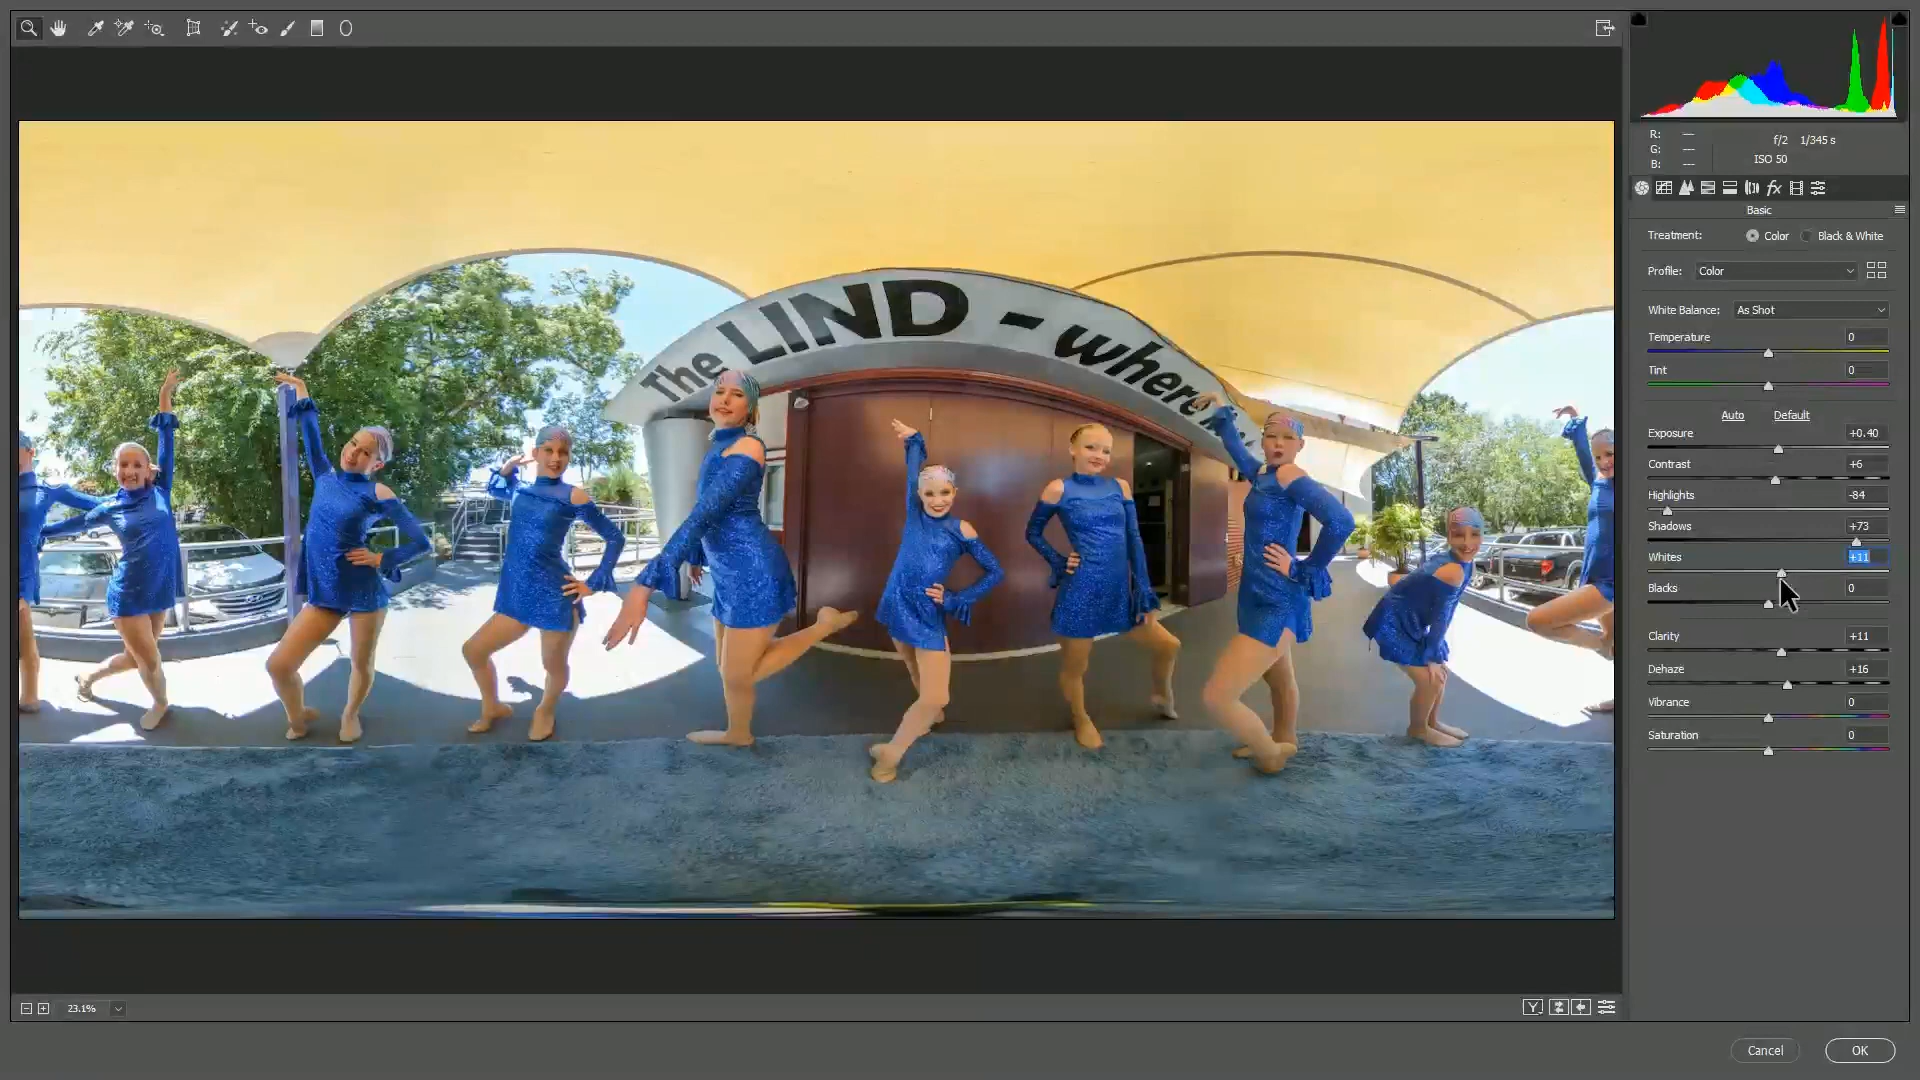 R: ---
G: ---
B: ---
f/2 1/345 s
ISO 50
Basic
Treatment: Color Black & White
Profile: Color
White Balance: As Shot
Temperature 0
Tint 0
Auto Default
Exposure +0.40
Contrast +6
Highlights -84
Shadows +73
Whites +11
Blacks 0
Clarity +11
Dehaze +16
Vibrance 0
Saturation 0
The LIND - where
fx
23.1%
Y
Cancel OK